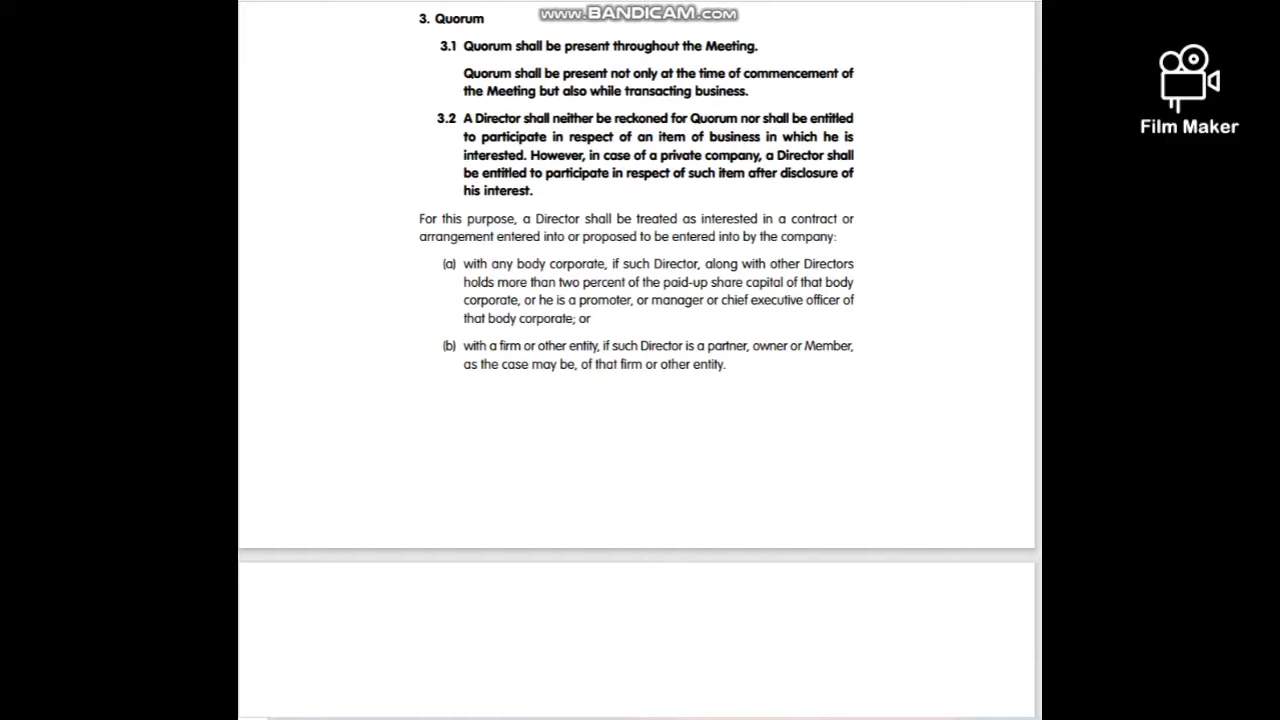 www.BANDICAM.com
3. Quorum
3.1 Quorum shall be present throughout the Meeting.
Quorum shall be present not only at the time of commencement of
the Meeting but also while transacting business.
3.2 A Director shall neither be reckoned for Quorum nor shall be entitled
to participate in respect of an item of business in which he is
interested. However, in case of a private company, a Director shall
be entitled to participate in respect of such item after disclosure of
his interest.
For this purpose, a Director shall be treated as interested in a contract or
arrangement entered into or proposed to be entered into by the company:
(a) with any body corporate, if such Director, along with other Directors
holds more than two percent of the paid-up share capital of that body
corporate, or he is a promoter, or manager or chief executive officer of
that body corporate; or
(b) with a firm or other entity, if such Director is a partner, owner or Member,
as the case may be, of that firm or other entity.
Film Maker